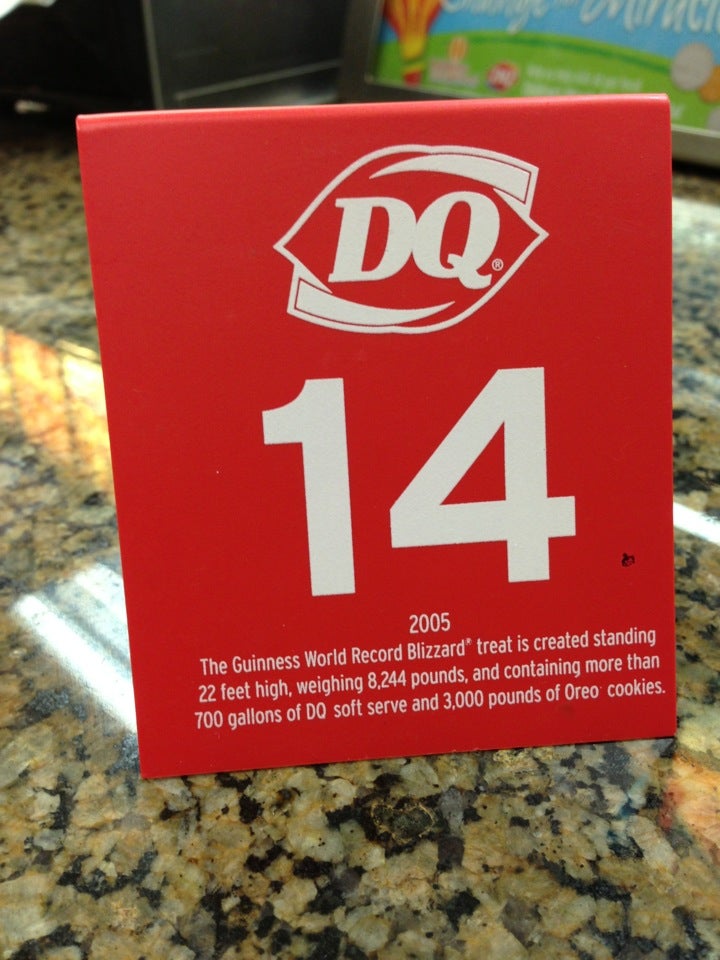 DQ®
14
2005
The Guinness World Record Blizzard® treat is created standing
22 feet high, weighing 8,244 pounds, and containing more than
700 gallons of DQ soft serve and 3,000 pounds of Oreo cookies.